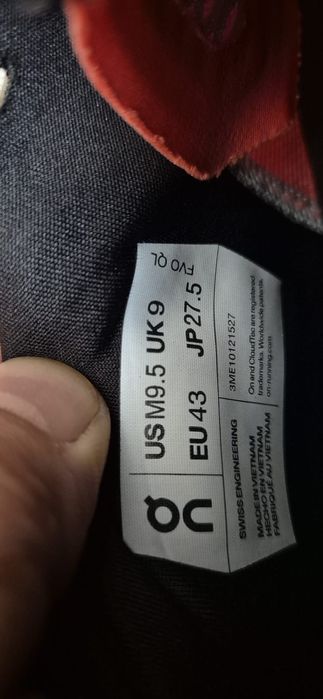 On
US M9.5 UK 9
EU 43 JP 27.5
FVO QL
SWISS ENGINEERING
MADE IN VIETNAM
HECHO EN VIETNAM
FABRIQUÉ AU VIETNAM
3ME10121527
On and CloudTec are registered
trademarks. Worldwide patents.
on-running.com